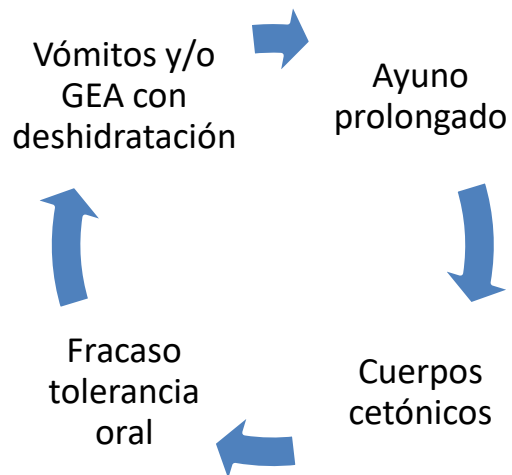 Vómitos y/o
GEA con
deshidratación
Ayuno
prolongado
Cuerpos
cetónicos
Fracaso
tolerancia
oral